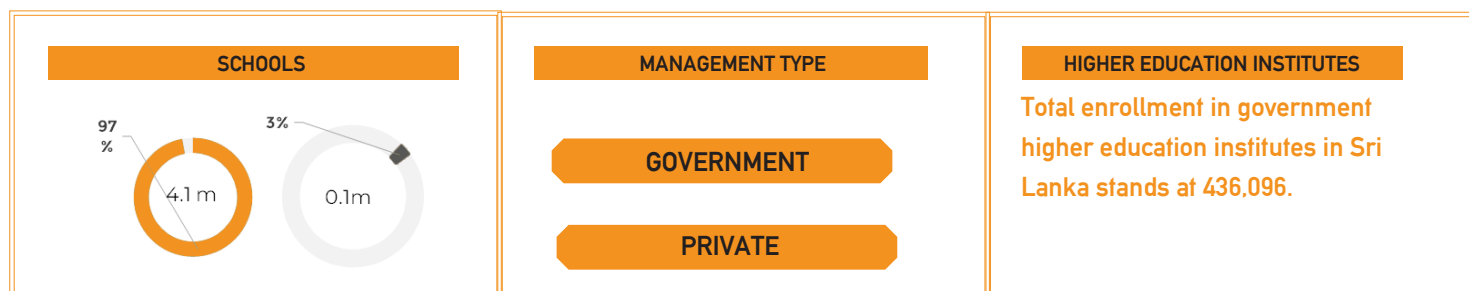 SCHOOLS
97
%
3%
4.1 m
0.1m
MANAGEMENT TYPE
GOVERNMENT
PRIVATE
HIGHER EDUCATION INSTITUTES
Total enrollment in government
higher education institutes in Sri
Lanka stands at 436,096.